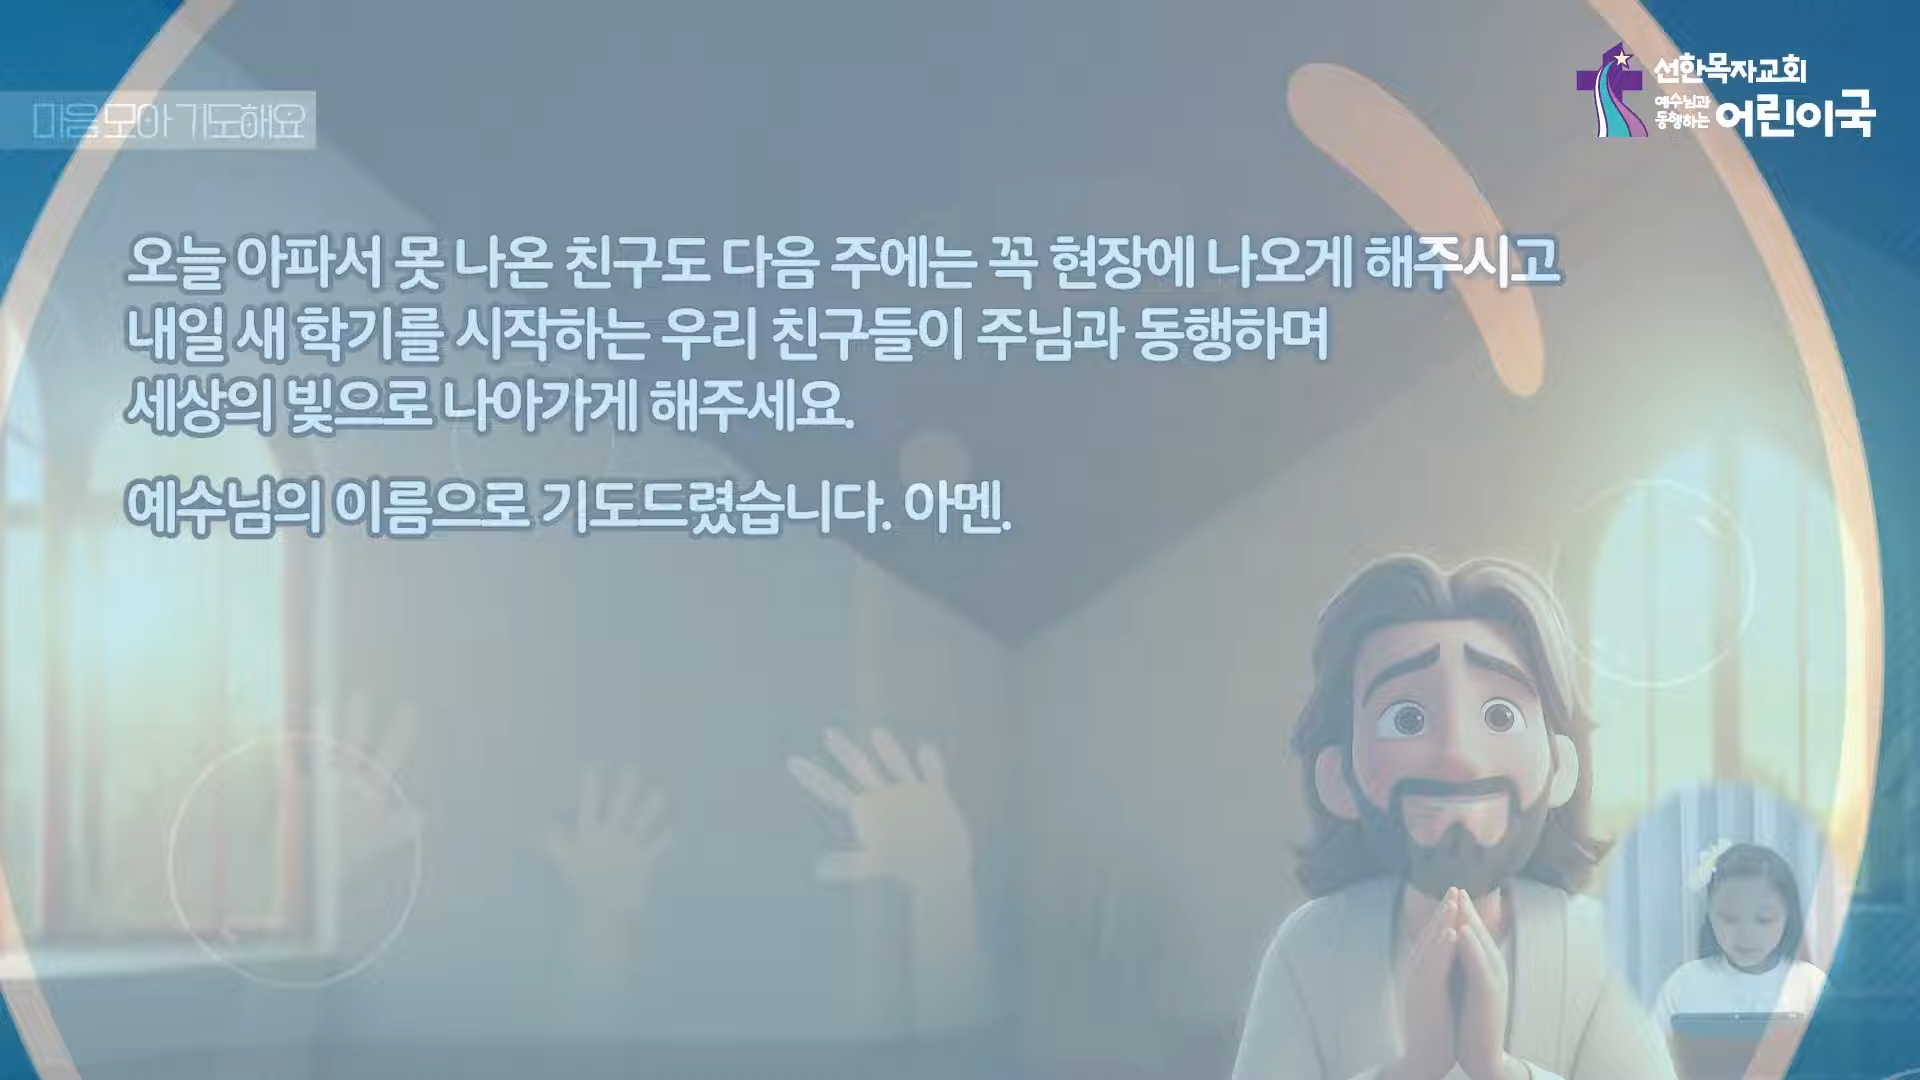 마음 모아 기도해요
선한목자교회
예수님과
동행하는
어린이국
오늘 아파서 못 나온 친구도 다음 주에는 꼭 현장에 나오게 해주시고
내일 새 학기를 시작하는 우리 친구들이 주님과 동행하며
세상의 빛으로 나아가게 해주세요.
예수님의 이름으로 기도드렸습니다. 아멘.